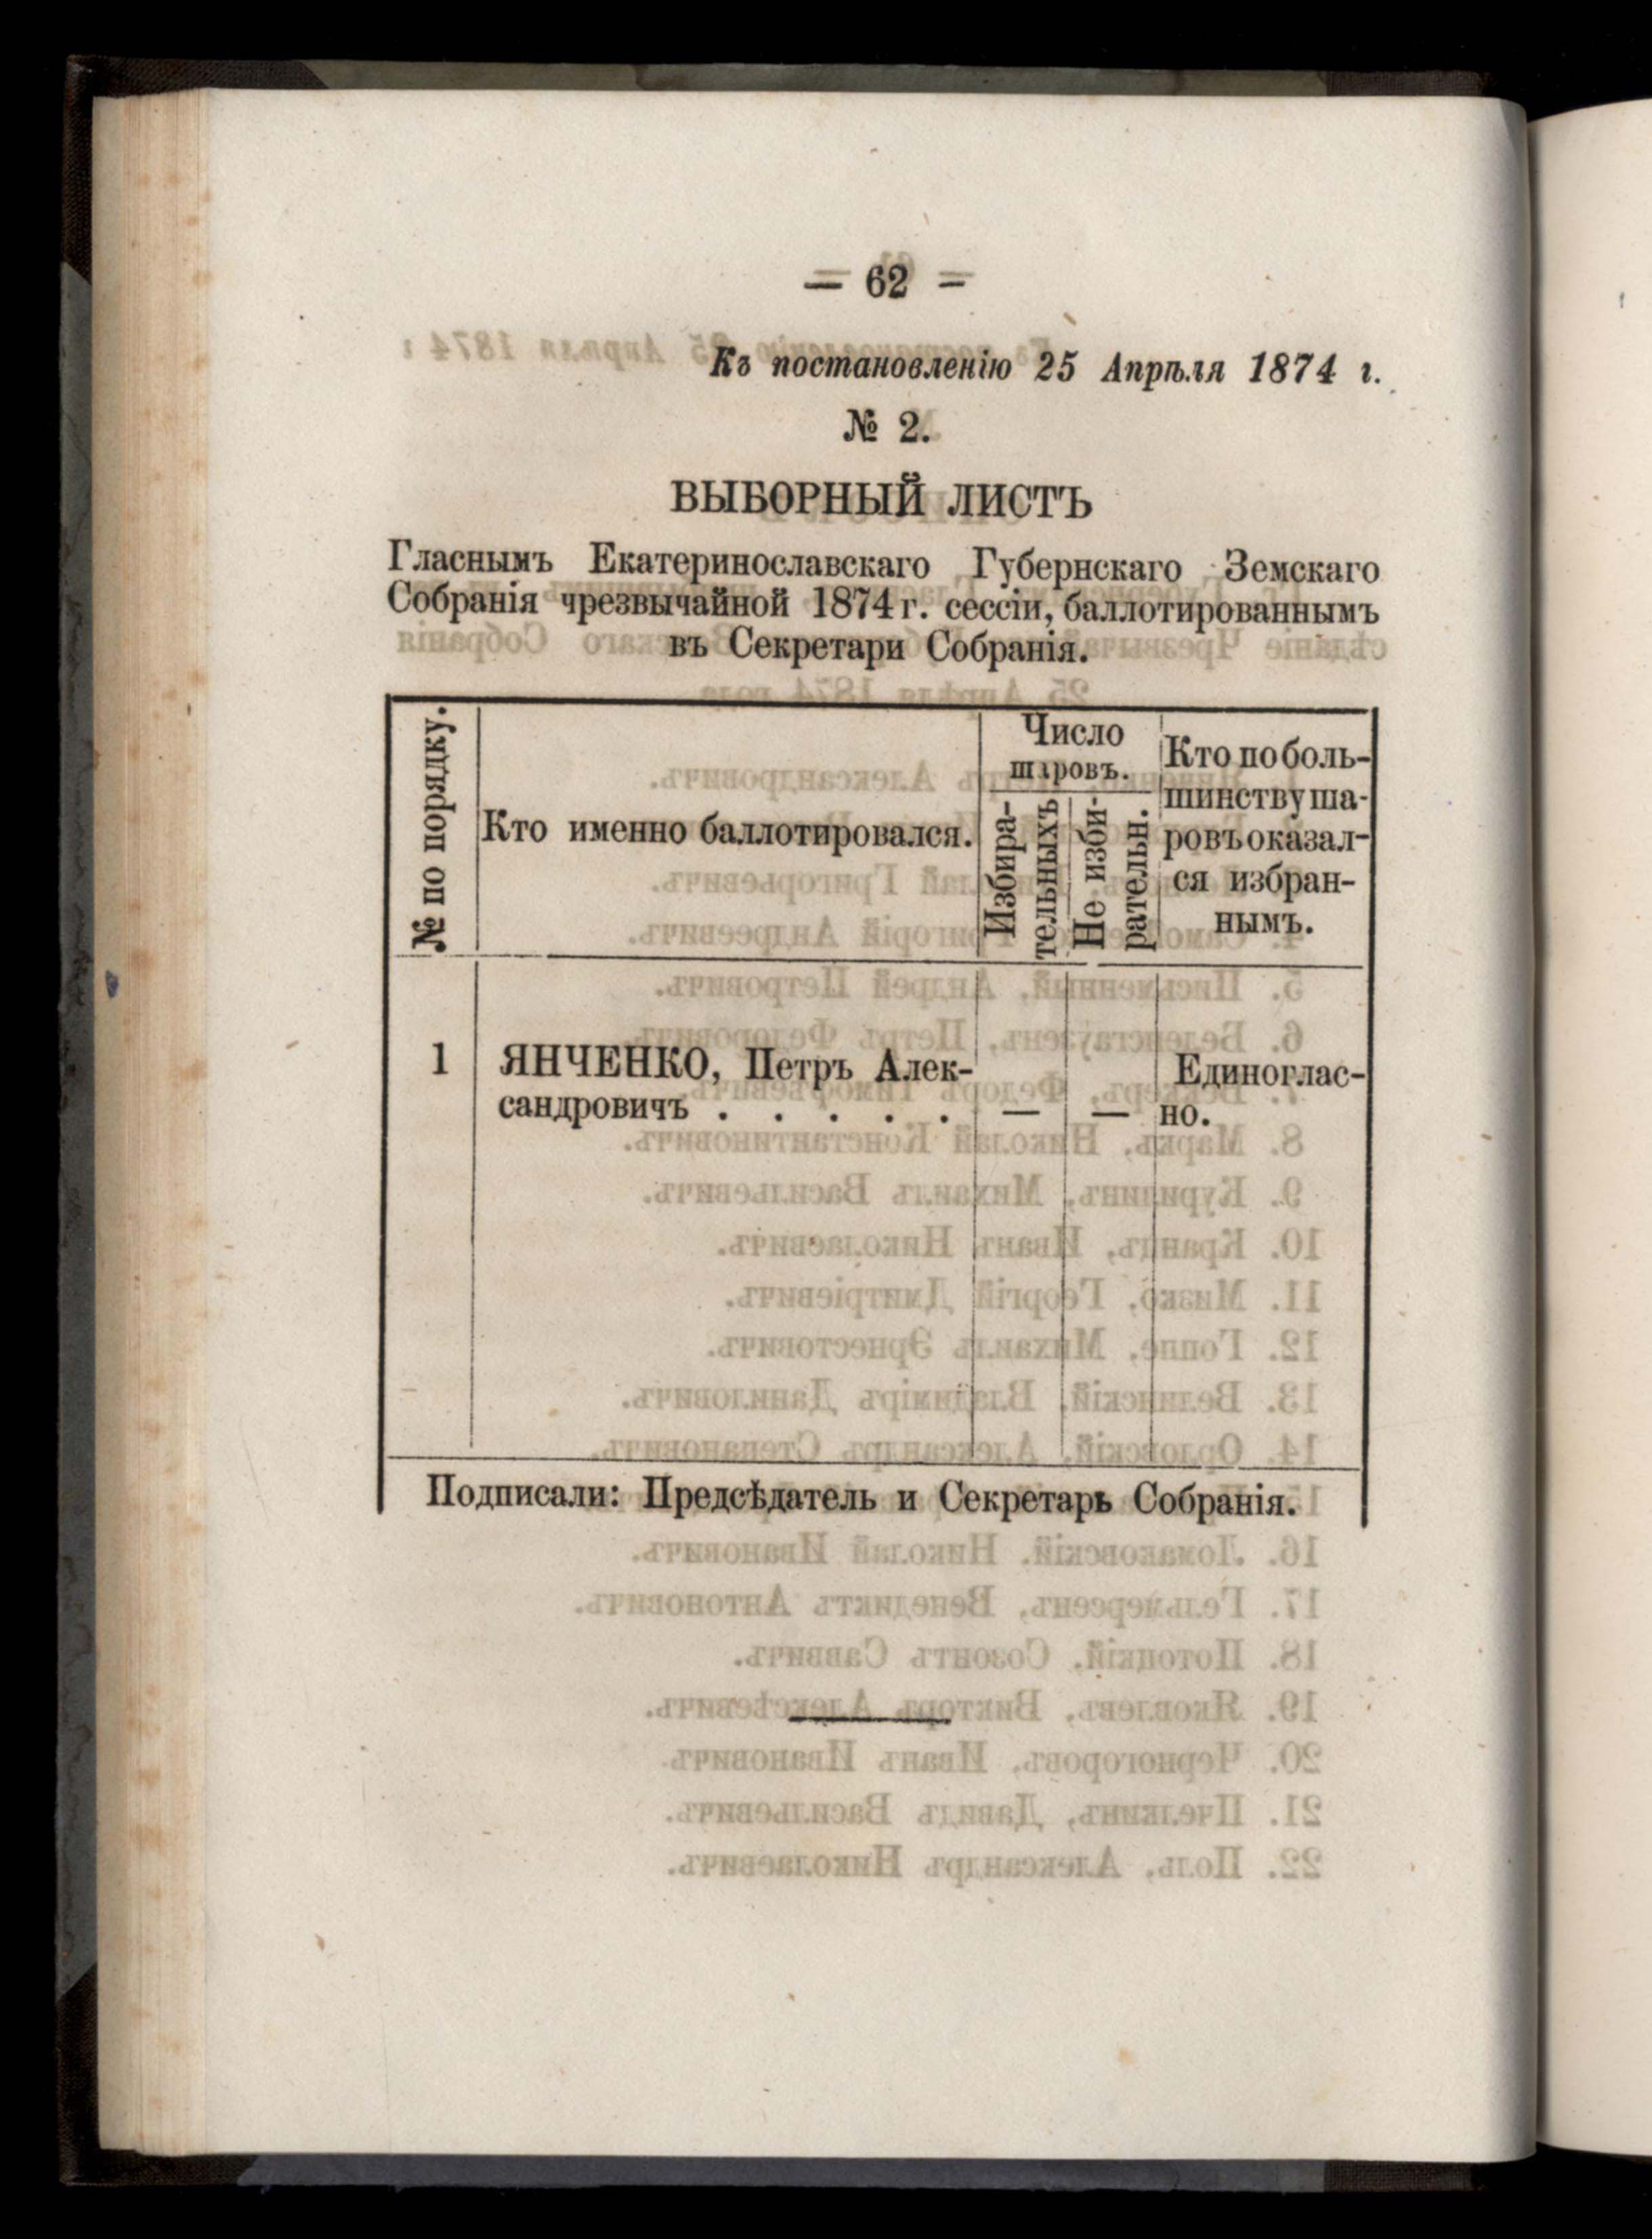 — 62 —
Къ постановленію 25 Апрѣля 1874 г.
№ 2.
ВЫБОРНЫЙ ЛИСТЪ
Гласнымъ Екатеринославскаго Губернскаго Земскаго
Собранія чрезвычайной 1874 г. сессіи, баллотированнымъ
въ Секретари Собранія.
№ по порядку.
Кто именно баллотировался.
Число
шаровъ.
Избира-
тельныхъ
Не изби-
рательн.
Кто по боль-
шинству ша-
ровъ оказал-
ся избран-
нымъ.
1 ЯНЧЕНКО, Петръ Алек- Единоглас-
сандровичъ . . . . . — — но.
Подписали: Предсѣдатель и Секретарь Собранія.